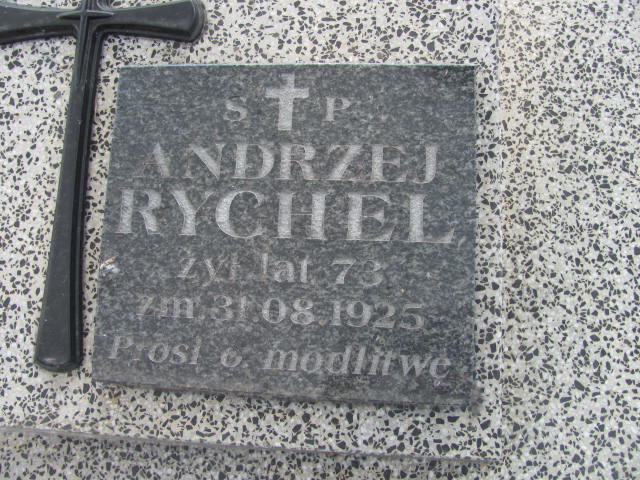 S P
ANDRZEJ
RYCHEL
żył lat 73
zm 31 08 1925
Prosi o modlitwę